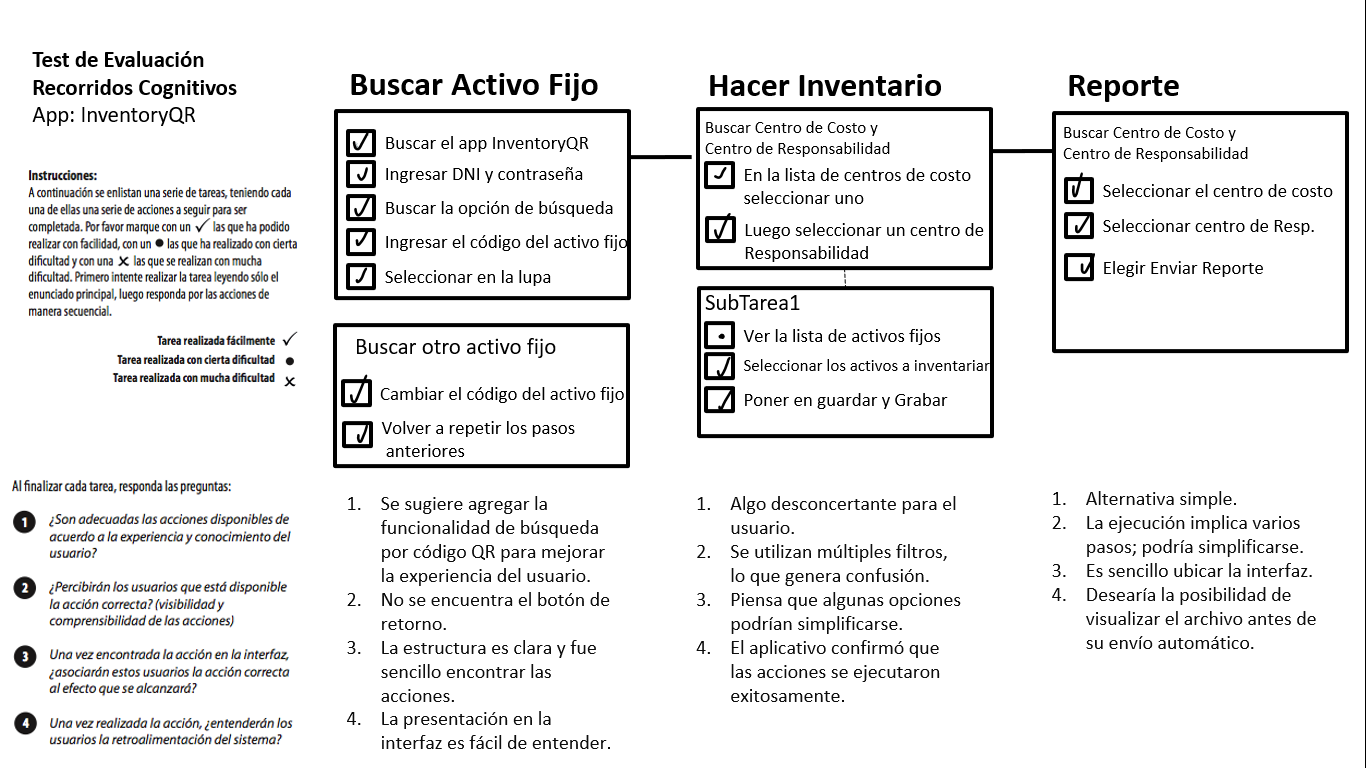 Test de Evaluación
Recorridos Cognitivos
App: InventoryQR
Instrucciones:
A continuación se enlistan una serie de tareas, teniendo cada
una de ellas una serie de acciones a seguir para ser
completada. Por favor marque con un ✓ las que ha podido
realizar con facilidad, con un ● las que ha realizado con cierta
dificultad y con una ✗ las que se realizan con mucha
dificultad. Primero intente realizar la tarea leyendo sólo el
enunciado principal, luego responda por las acciones de
manera secuencial.
Tarea realizada fácilmente ✓
Tarea realizada con cierta dificultad ●
Tarea realizada con mucha dificultad ✗
Al finalizar cada tarea, responda las preguntas:
1 ¿Son adecuadas las acciones disponibles de
acuerdo a la experiencia y conocimiento del
usuario?
2 ¿Percibirán los usuarios que está disponible
la acción correcta? (visibilidad y
comprensibilidad de las acciones)
3 Una vez encontrada la acción en la interfaz,
¿asociarán estos usuarios la acción correcta
al efecto que se alcanzará?
4 Una vez realizada la acción, ¿entenderán los
usuarios la retroalimentación del sistema?
Buscar Activo Fijo
✓ Buscar el app InventoryQR
✓ Ingresar DNI y contraseña
✓ Buscar la opción de búsqueda
✓ Ingresar el código del activo fijo
✓ Seleccionar en la lupa
Buscar otro activo fijo
✓ Cambiar el código del activo fijo
✓ Volver a repetir los pasos
anteriores
1. Se sugiere agregar la
funcionalidad de búsqueda
por código QR para mejorar
la experiencia del usuario.
2. No se encuentra el botón de
retorno.
3. La estructura es clara y fue
sencillo encontrar las
acciones.
4. La presentación en la
interfaz es fácil de entender.
Hacer Inventario
Buscar Centro de Costo y
Centro de Responsabilidad
✓ En la lista de centros de costo
seleccionar uno
✓ Luego seleccionar un centro de
Responsabilidad
SubTarea1
● Ver la lista de activos fijos
✓ Seleccionar los activos a inventariar
✓ Poner en guardar y Grabar
1. Algo desconcertante para el
usuario.
2. Se utilizan múltiples filtros,
lo que genera confusión.
3. Piensa que algunas opciones
podrían simplificarse.
4. El aplicativo confirmó que
las acciones se ejecutaron
exitosamente.
Reporte
Buscar Centro de Costo y
Centro de Responsabilidad
✓ Seleccionar el centro de costo
✓ Seleccionar centro de Resp.
✓ Elegir Enviar Reporte
1. Alternativa simple.
2. La ejecución implica varios
pasos; podría simplificarse.
3. Es sencillo ubicar la interfaz.
4. Desearía la posibilidad de
visualizar el archivo antes de
su envío automático.